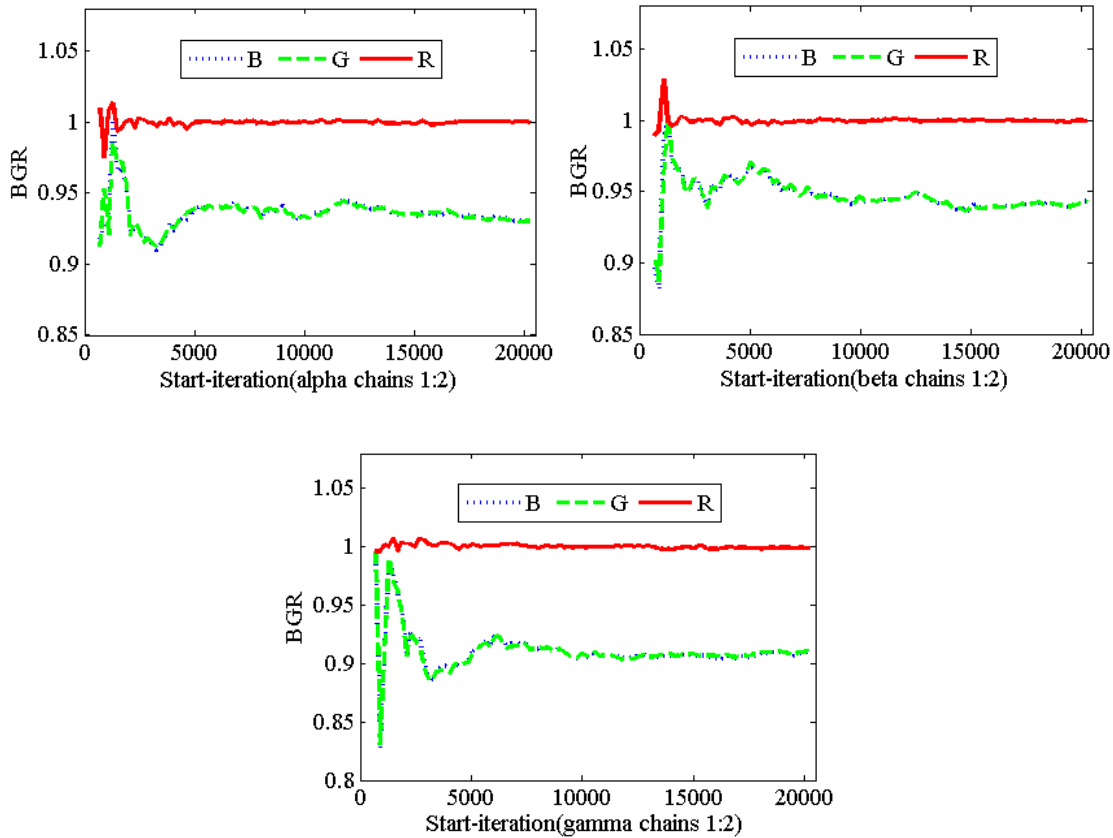 BGR
1.05
1
0.95
0.9
0.85
B G R
0 5000 10000 15000 20000
Start-iteration(alpha chains 1:2)
BGR
1.05
1
0.95
0.9
0.85
B G R
0 5000 10000 15000 20000
Start-iteration(beta chains 1:2)
BGR
1.05
1
0.95
0.9
0.85
0.8
B G R
0 5000 10000 15000 20000
Start-iteration(gamma chains 1:2)